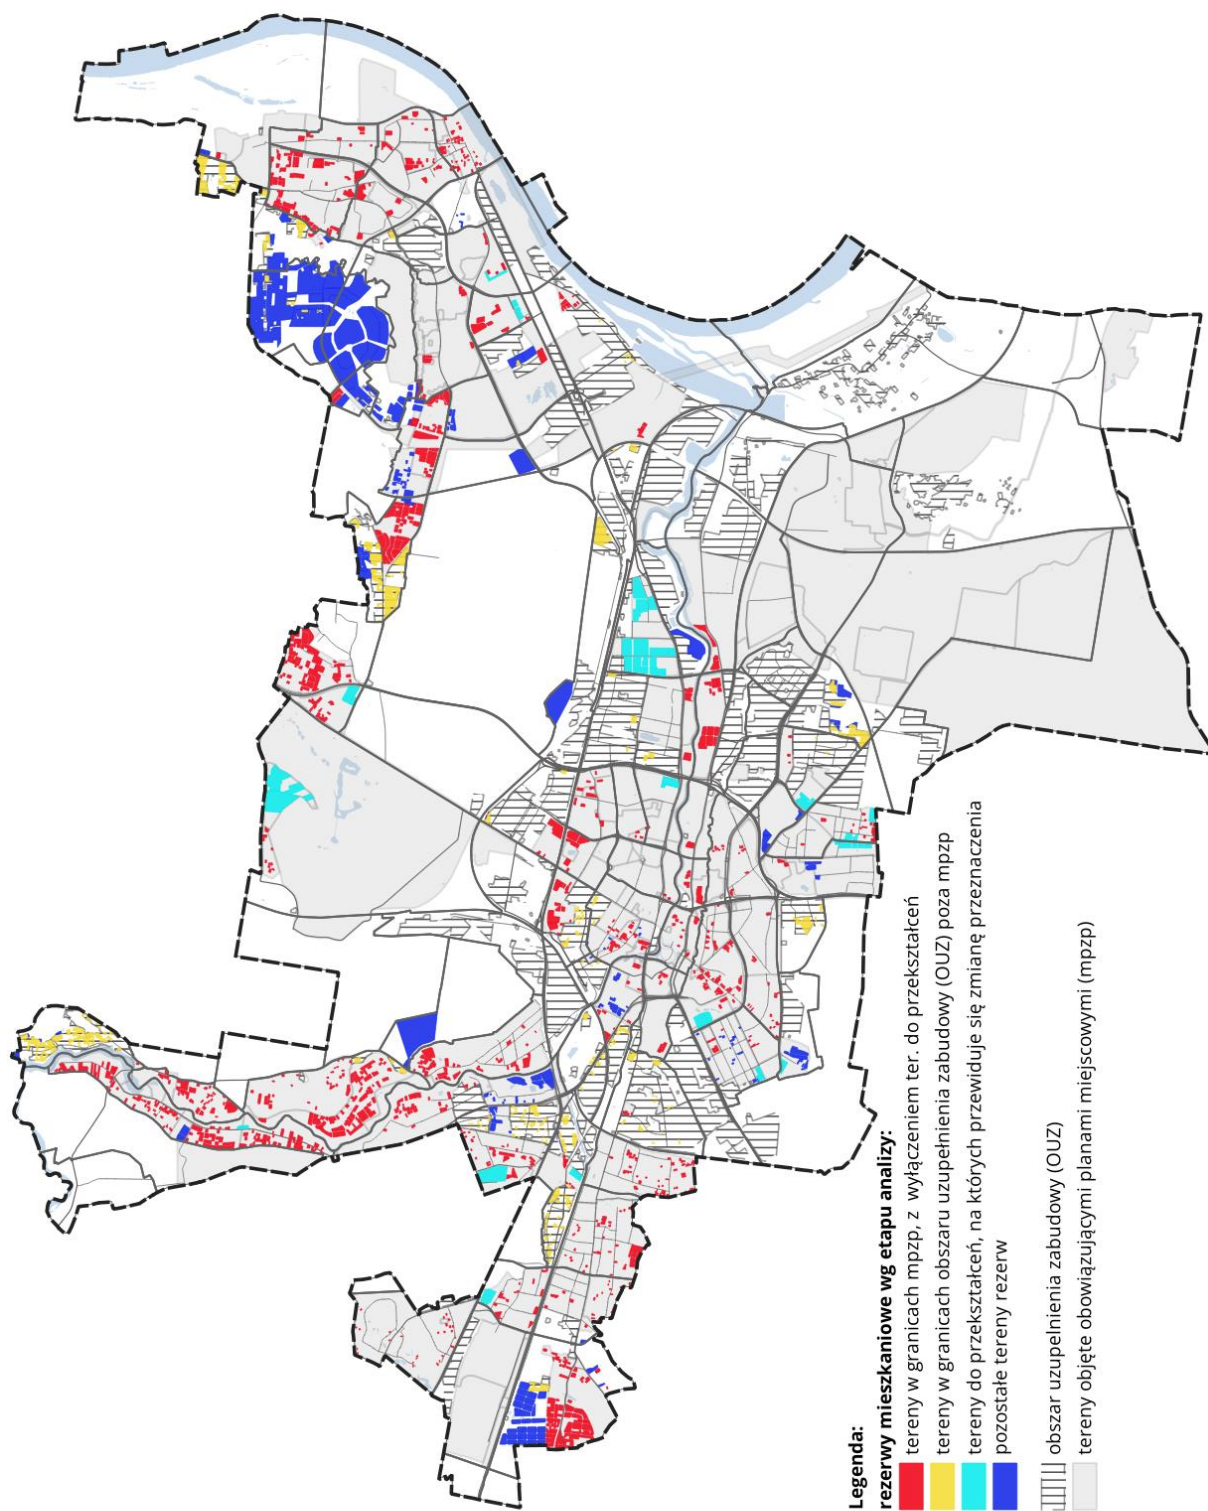 Legenda:
rezerwy mieszkaniowe wg etapu analizy:
tereny w granicach mpzp, z wyłączeniem ter. do przekształceń
tereny w granicach obszaru uzupełnienia zabudowy (OUZ) poza mpzp
tereny do przekształceń, na których przewiduje się zmianę przeznaczenia
pozostałe tereny rezerw
obszar uzupełnienia zabudowy (OUZ)
tereny objęte obowiązującymi planami miejscowymi (mpzp)